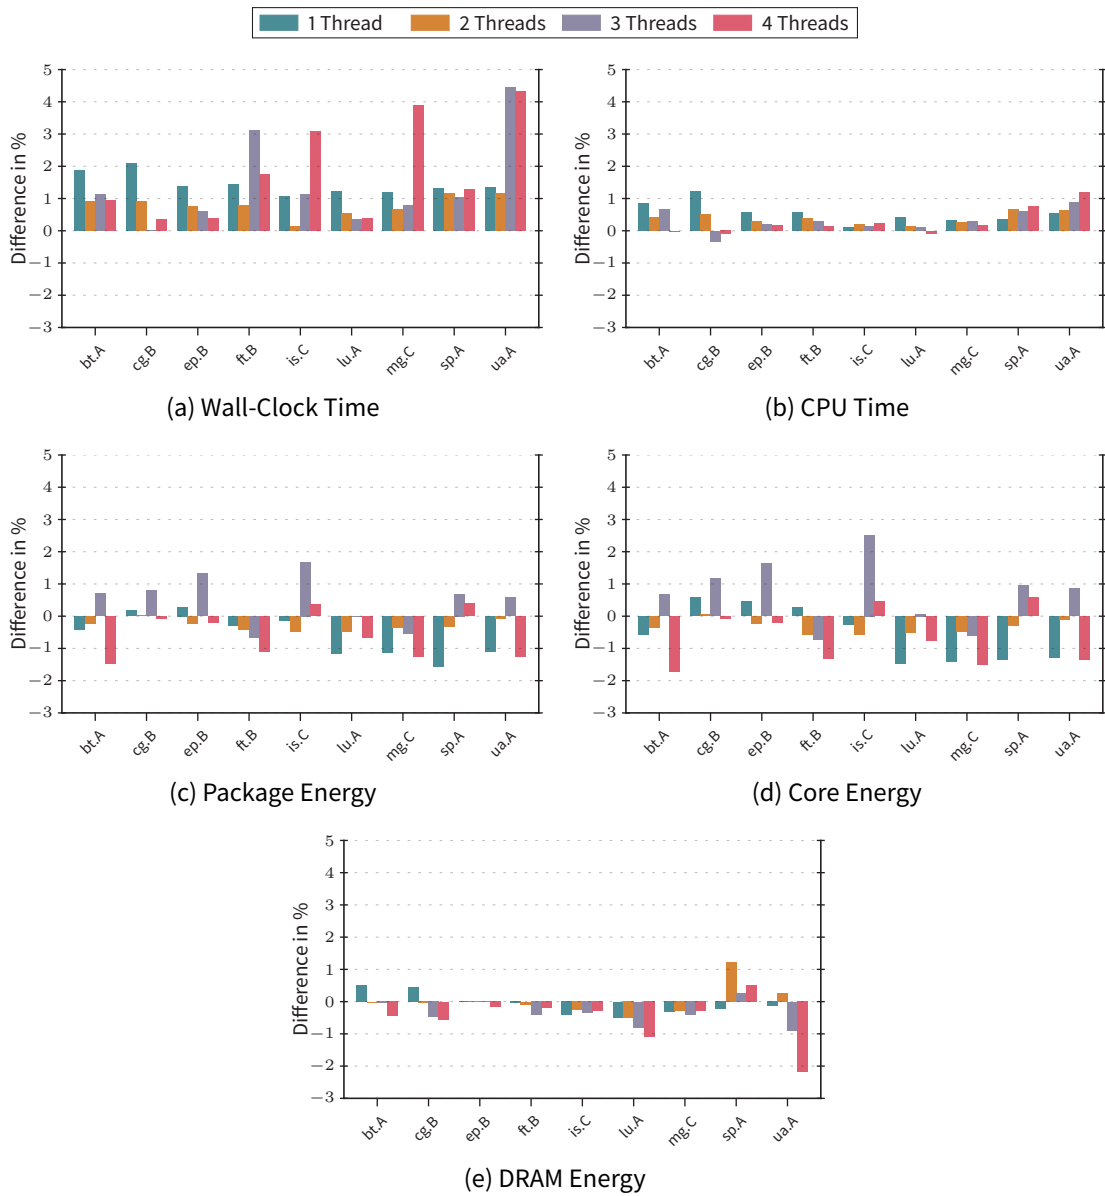 1 Thread 2 Threads 3 Threads 4 Threads
Difference in %
5
4
3
2
1
0
−1
−2
−3
bt.A cg.B ep.B ft.B is.C lu.A mg.C sp.A ua.A
(a) Wall-Clock Time
Difference in %
5
4
3
2
1
0
−1
−2
−3
bt.A cg.B ep.B ft.B is.C lu.A mg.C sp.A ua.A
(b) CPU Time
Difference in %
5
4
3
2
1
0
−1
−2
−3
bt.A cg.B ep.B ft.B is.C lu.A mg.C sp.A ua.A
(c) Package Energy
Difference in %
5
4
3
2
1
0
−1
−2
−3
bt.A cg.B ep.B ft.B is.C lu.A mg.C sp.A ua.A
(d) Core Energy
Difference in %
5
4
3
2
1
0
−1
−2
−3
bt.A cg.B ep.B ft.B is.C lu.A mg.C sp.A ua.A
(e) DRAM Energy